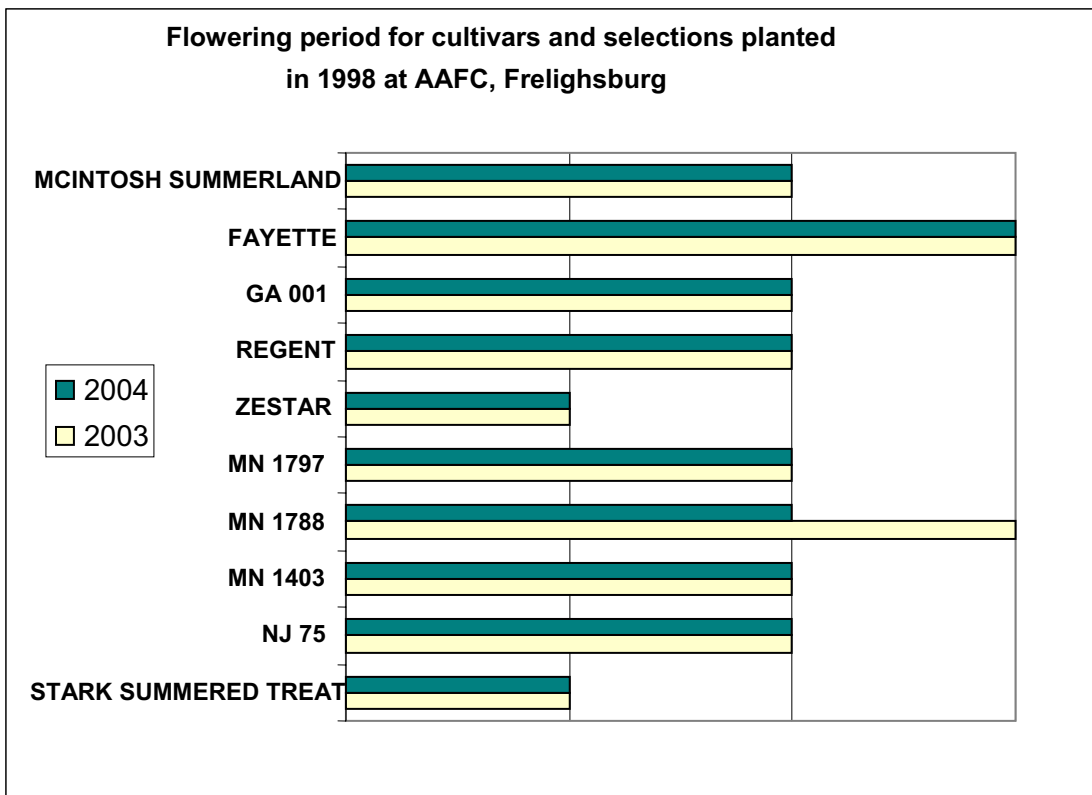 Flowering period for cultivars and selections planted
in 1998 at AAFC, Frelighsburg
MCINTOSH SUMMERLAND
FAYETTE
GA 001
REGENT
ZESTAR
MN 1797
MN 1788
MN 1403
NJ 75
STARK SUMMERED TREAT
2004
2003